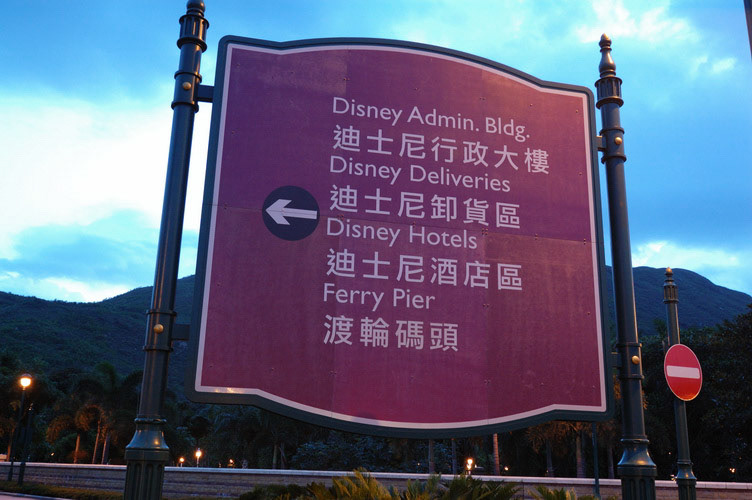 Disney Admin. Bldg.
迪士尼行政大樓
Disney Deliveries
迪士尼卸貨區
Disney Hotels
迪士尼酒店區
Ferry Pier
渡輪碼頭